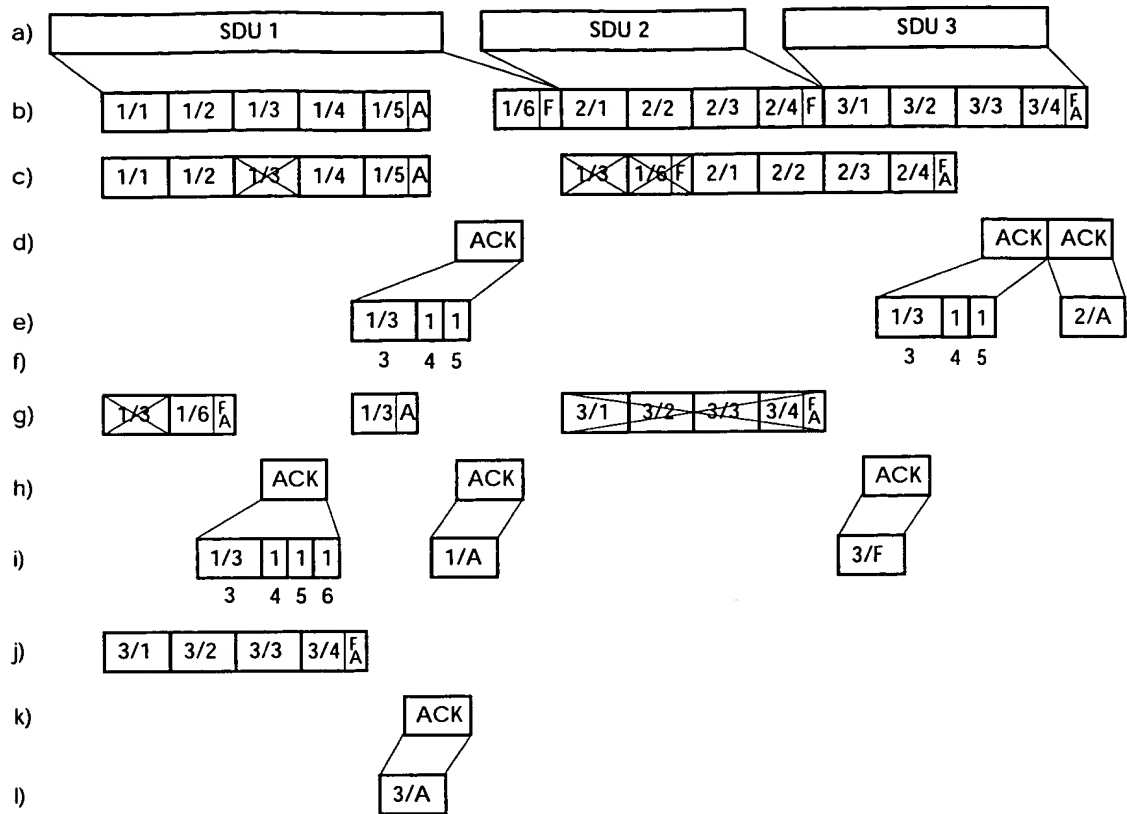 a) SDU 1 SDU 2 SDU 3
b) 1/1 1/2 1/3 1/4 1/5 A 1/6 F 2/1 2/2 2/3 2/4 F 3/1 3/2 3/3 3/4 F A
c) 1/1 1/2 1/3 1/4 1/5 A 1/3 1/6 F 2/1 2/2 2/3 2/4 F A
d) ACK ACK ACK
e) 1/3 1 1 1/3 1 1 2/A
f) 3 4 5 3 4 5
g) 1/3 1/6 F A 1/3 A 3/1 3/2 3/3 3/4 F A
h) ACK ACK ACK
i) 1/3 1 1 1 1/A 3/F
3 4 5 6
j) 3/1 3/2 3/3 3/4 F A
k) ACK
l) 3/A